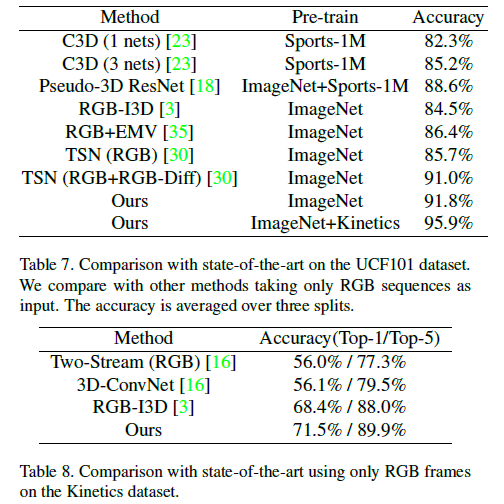 Method Pre-train Accuracy
C3D (1 nets) [23] Sports-1M 82.3%
C3D (3 nets) [23] Sports-1M 85.2%
Pseudo-3D ResNet [18] ImageNet+Sports-1M 88.6%
RGB-I3D [3] ImageNet 84.5%
RGB+EMV [35] ImageNet 86.4%
TSN (RGB) [30] ImageNet 85.7%
TSN (RGB+RGB-Diff) [30] ImageNet 91.0%
Ours ImageNet 91.8%
Ours ImageNet+Kinetics 95.9%
Table 7. Comparison with state-of-the-art on the UCF101 dataset.
We compare with other methods taking only RGB sequences as
input. The accuracy is averaged over three splits.
Method Accuracy(Top-1/Top-5)
Two-Stream (RGB) [16] 56.0% / 77.3%
3D-ConvNet [16] 56.1% / 79.5%
RGB-I3D [3] 68.4% / 88.0%
Ours 71.5% / 89.9%
Table 8. Comparison with state-of-the-art using only RGB frames
on the Kinetics dataset.